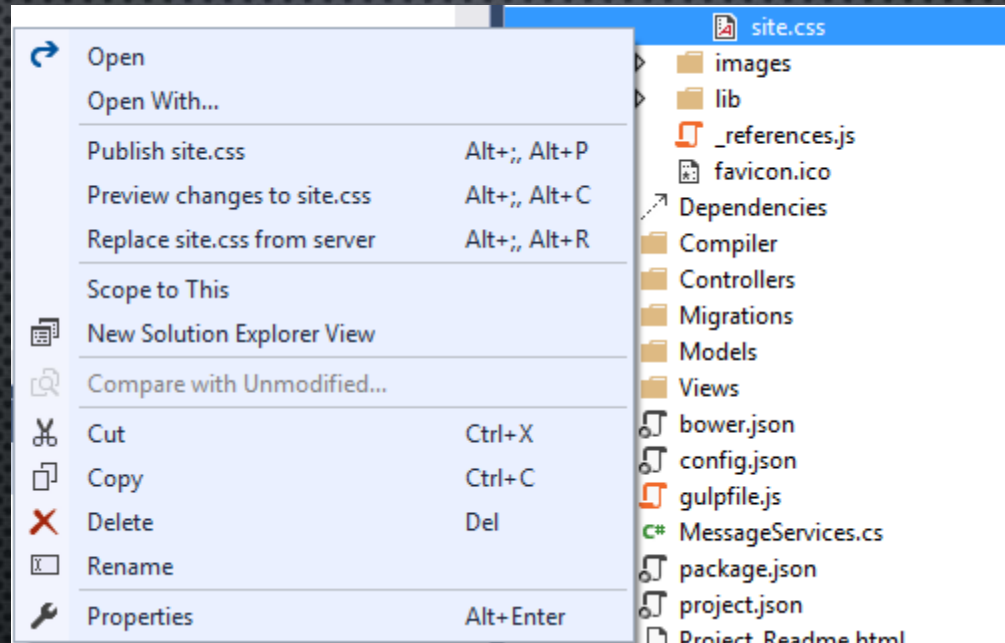 Open
Open With...
Publish site.css Alt+;, Alt+P
Preview changes to site.css Alt+;, Alt+C
Replace site.css from server Alt+;, Alt+R
Scope to This
New Solution Explorer View
Compare with Unmodified...
Cut Ctrl+X
Copy Ctrl+C
Delete Del
Rename
Properties Alt+Enter
site.css
images
lib
_references.js
favicon.ico
Dependencies
Compiler
Controllers
Migrations
Models
Views
bower.json
config.json
gulpfile.js
C# MessageServices.cs
package.json
project.json
Project_Readme.html